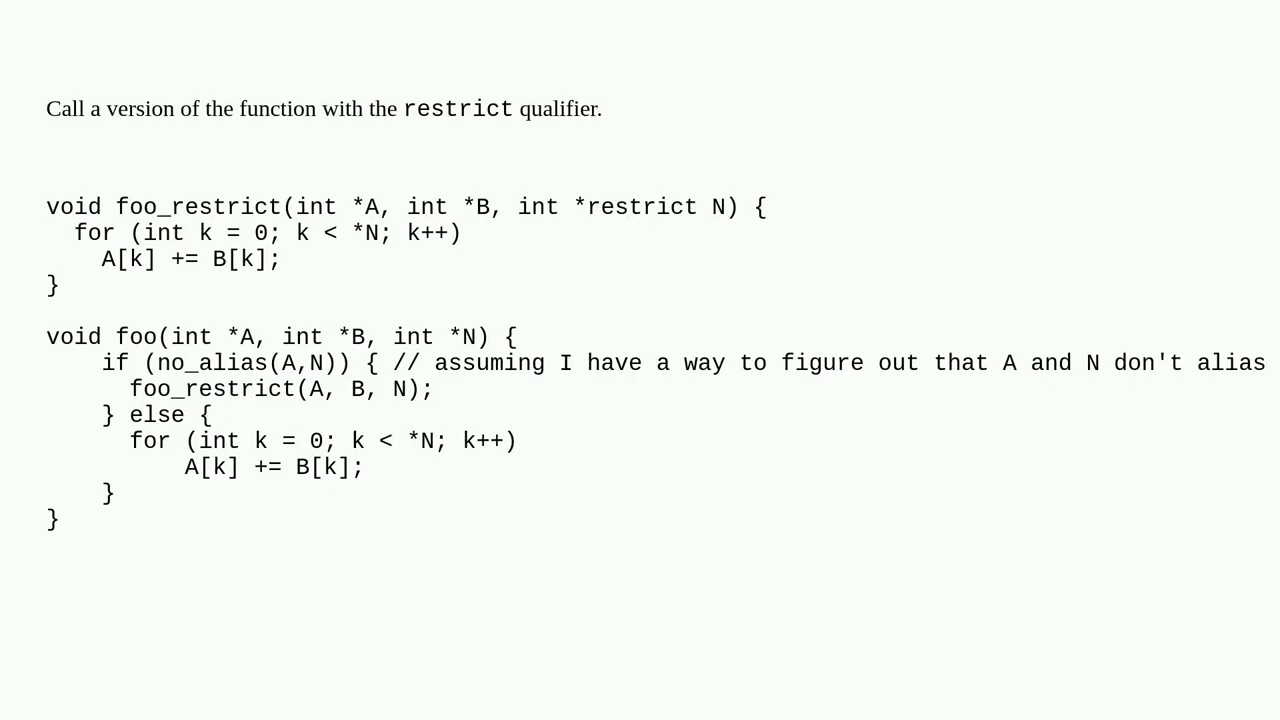 Call a version of the function with the restrict qualifier.
void foo_restrict(int *A, int *B, int *restrict N) {
  for (int k = 0; k < *N; k++)
    A[k] += B[k];
}
void foo(int *A, int *B, int *N) {
    if (no_alias(A,N)) { // assuming I have a way to figure out that A and N don't alias
      foo_restrict(A, B, N);
    } else {
      for (int k = 0; k < *N; k++)
          A[k] += B[k];
    }
}